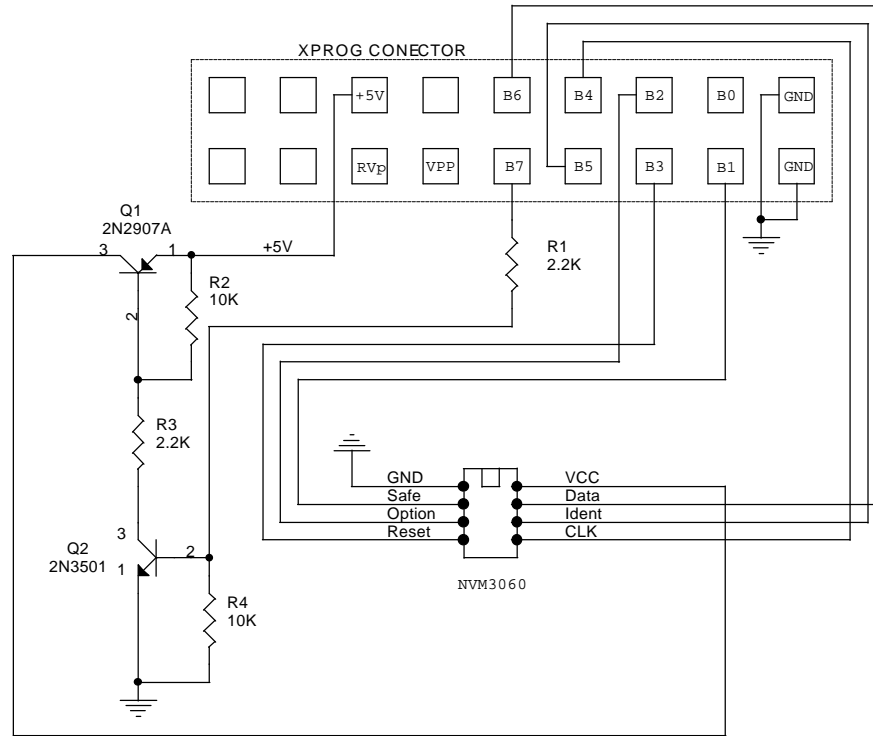 XPROG CONECTOR
+5V B6 B4 B2 B0 GND
RVp VPP B7 B5 B3 B1 GND
Q1
2N2907A
3 1 +5V
2
R1
2.2K
R2
10K
R3
2.2K
GND VCC
Safe Data
Option Ident
Reset CLK
NVM3060
Q2
2N3501
3
2
1
R4
10K